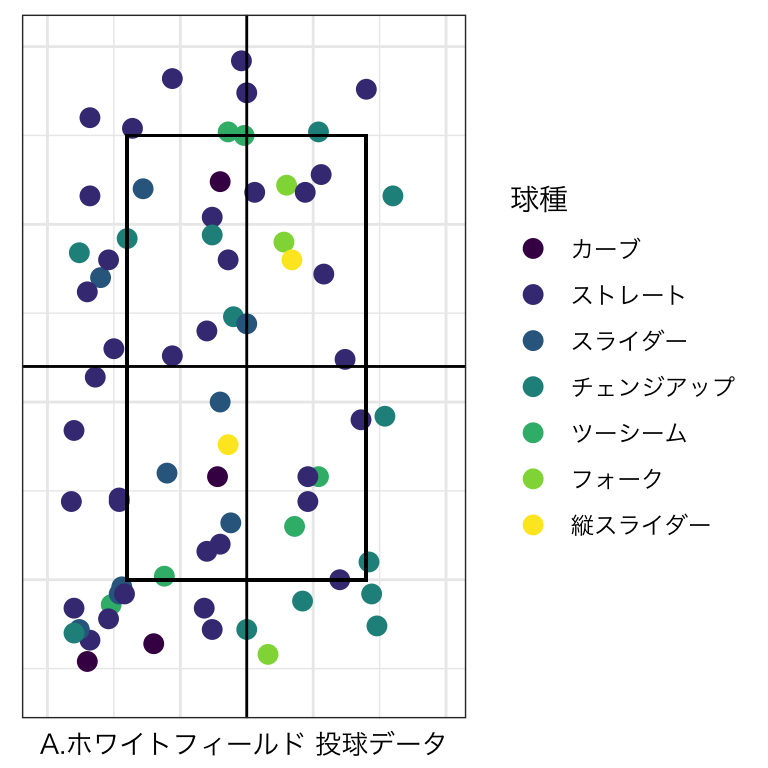 球種
カーブ
ストレート
スライダー
チェンジアップ
ツーシーム
フォーク
縦スライダー
A.ホワイトフィールド 投球データ